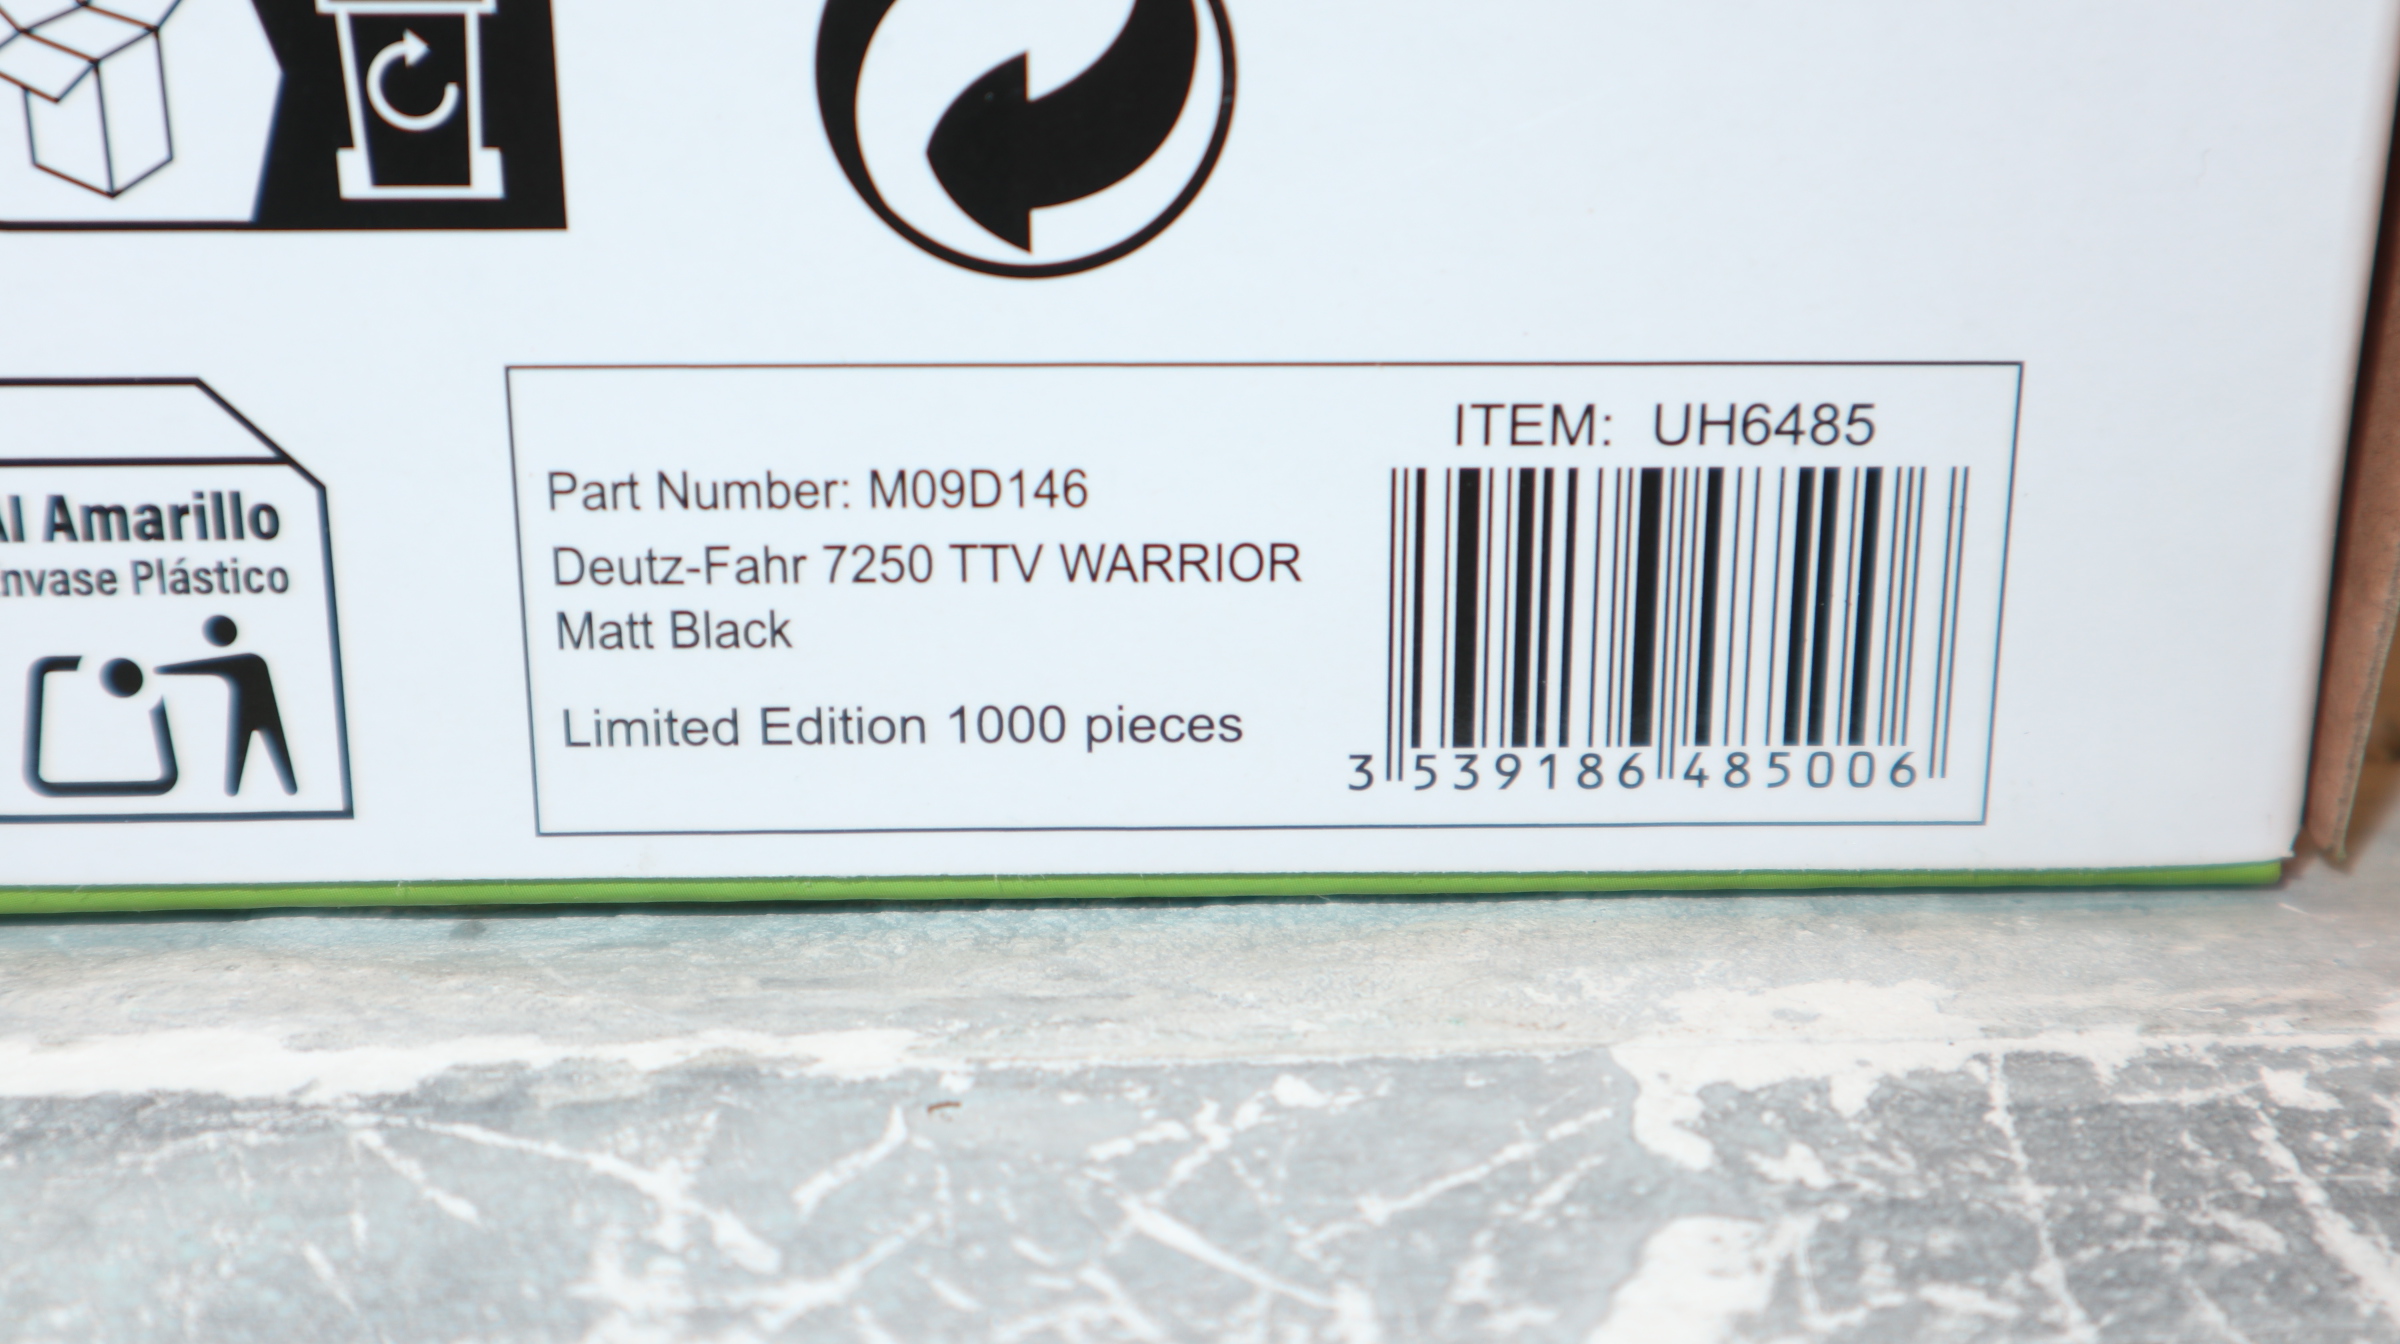 ITEM: UH6485
Part Number: M09D146
Deutz-Fahr 7250 TTV WARRIOR
Matt Black
Limited Edition 1000 pieces
3 539186 485006
Al Amarillo
Plástico